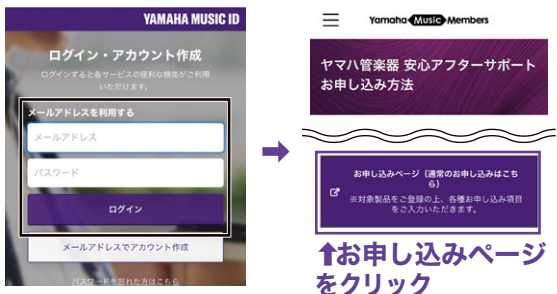 YAMAHA MUSIC ID
ログイン・アカウント作成
ログインすると各サービスの便利な機能がご利用
いただけます。
メールアドレスを利用する
メールアドレス
パスワード
ログイン
メールアドレスでアカウント作成
パスワードを忘れた方はこちら
Yamaha Music Members
ヤマハ管楽器 安心アフターサポート
お申し込み方法
お申し込みページ（通常のお申し込みはこち
ら）
※対象製品をご登録の上、各種お申し込み項目
をご入力いただきます。
⬆お申し込みページ
をクリック